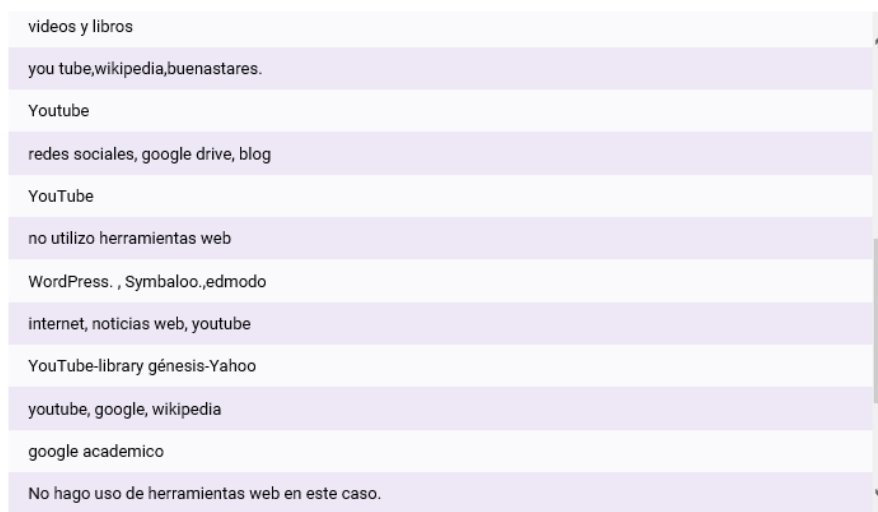 videos y libros
you tube,wikipedia,buenastares.
Youtube
redes sociales, google drive, blog
YouTube
no utilizo herramientas web
WordPress. , Symbaloo.,edmodo
internet, noticias web, youtube
YouTube-library génesis-Yahoo
youtube, google, wikipedia
google academico
No hago uso de herramientas web en este caso.